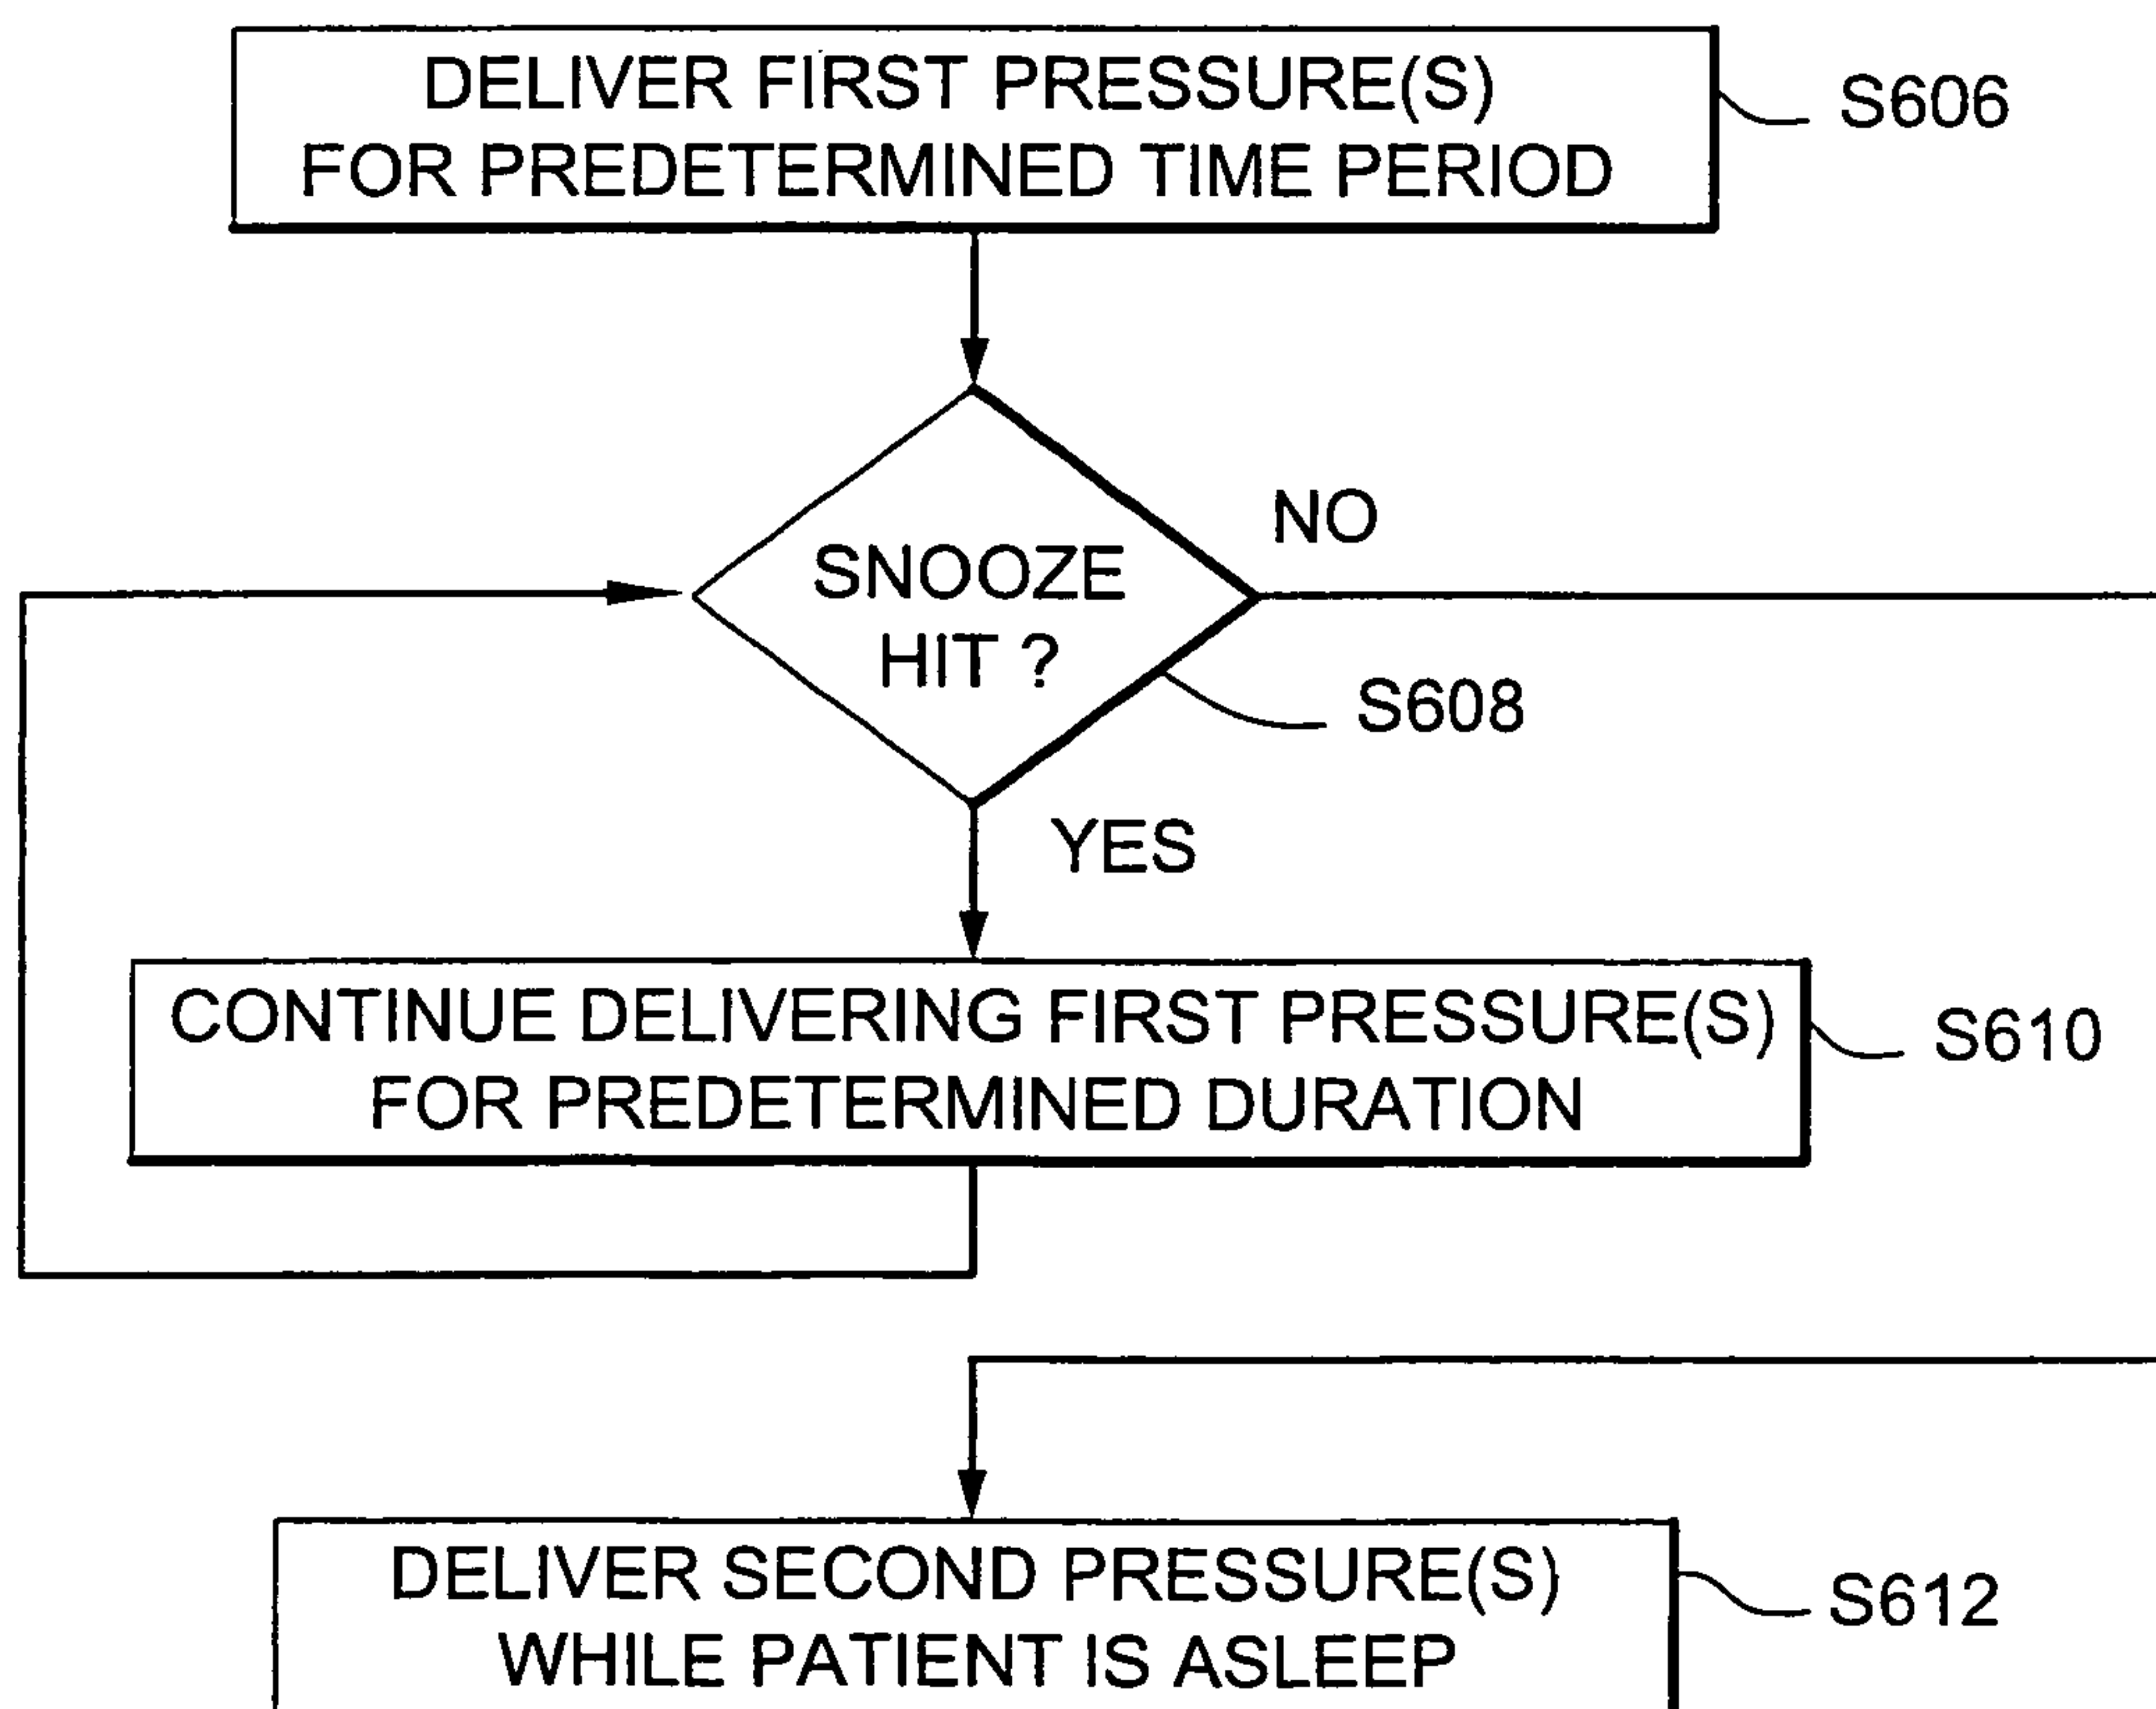 DELIVER FIRST PRESSURE(S)
FOR PREDETERMINED TIME PERIOD
S606
NO
SNOOZE
HIT ?
S608
YES
CONTINUE DELIVERING FIRST PRESSURE(S)
FOR PREDETERMINED DURATION
S610
DELIVER SECOND PRESSURE(S)
WHILE PATIENT IS ASLEEP
S612